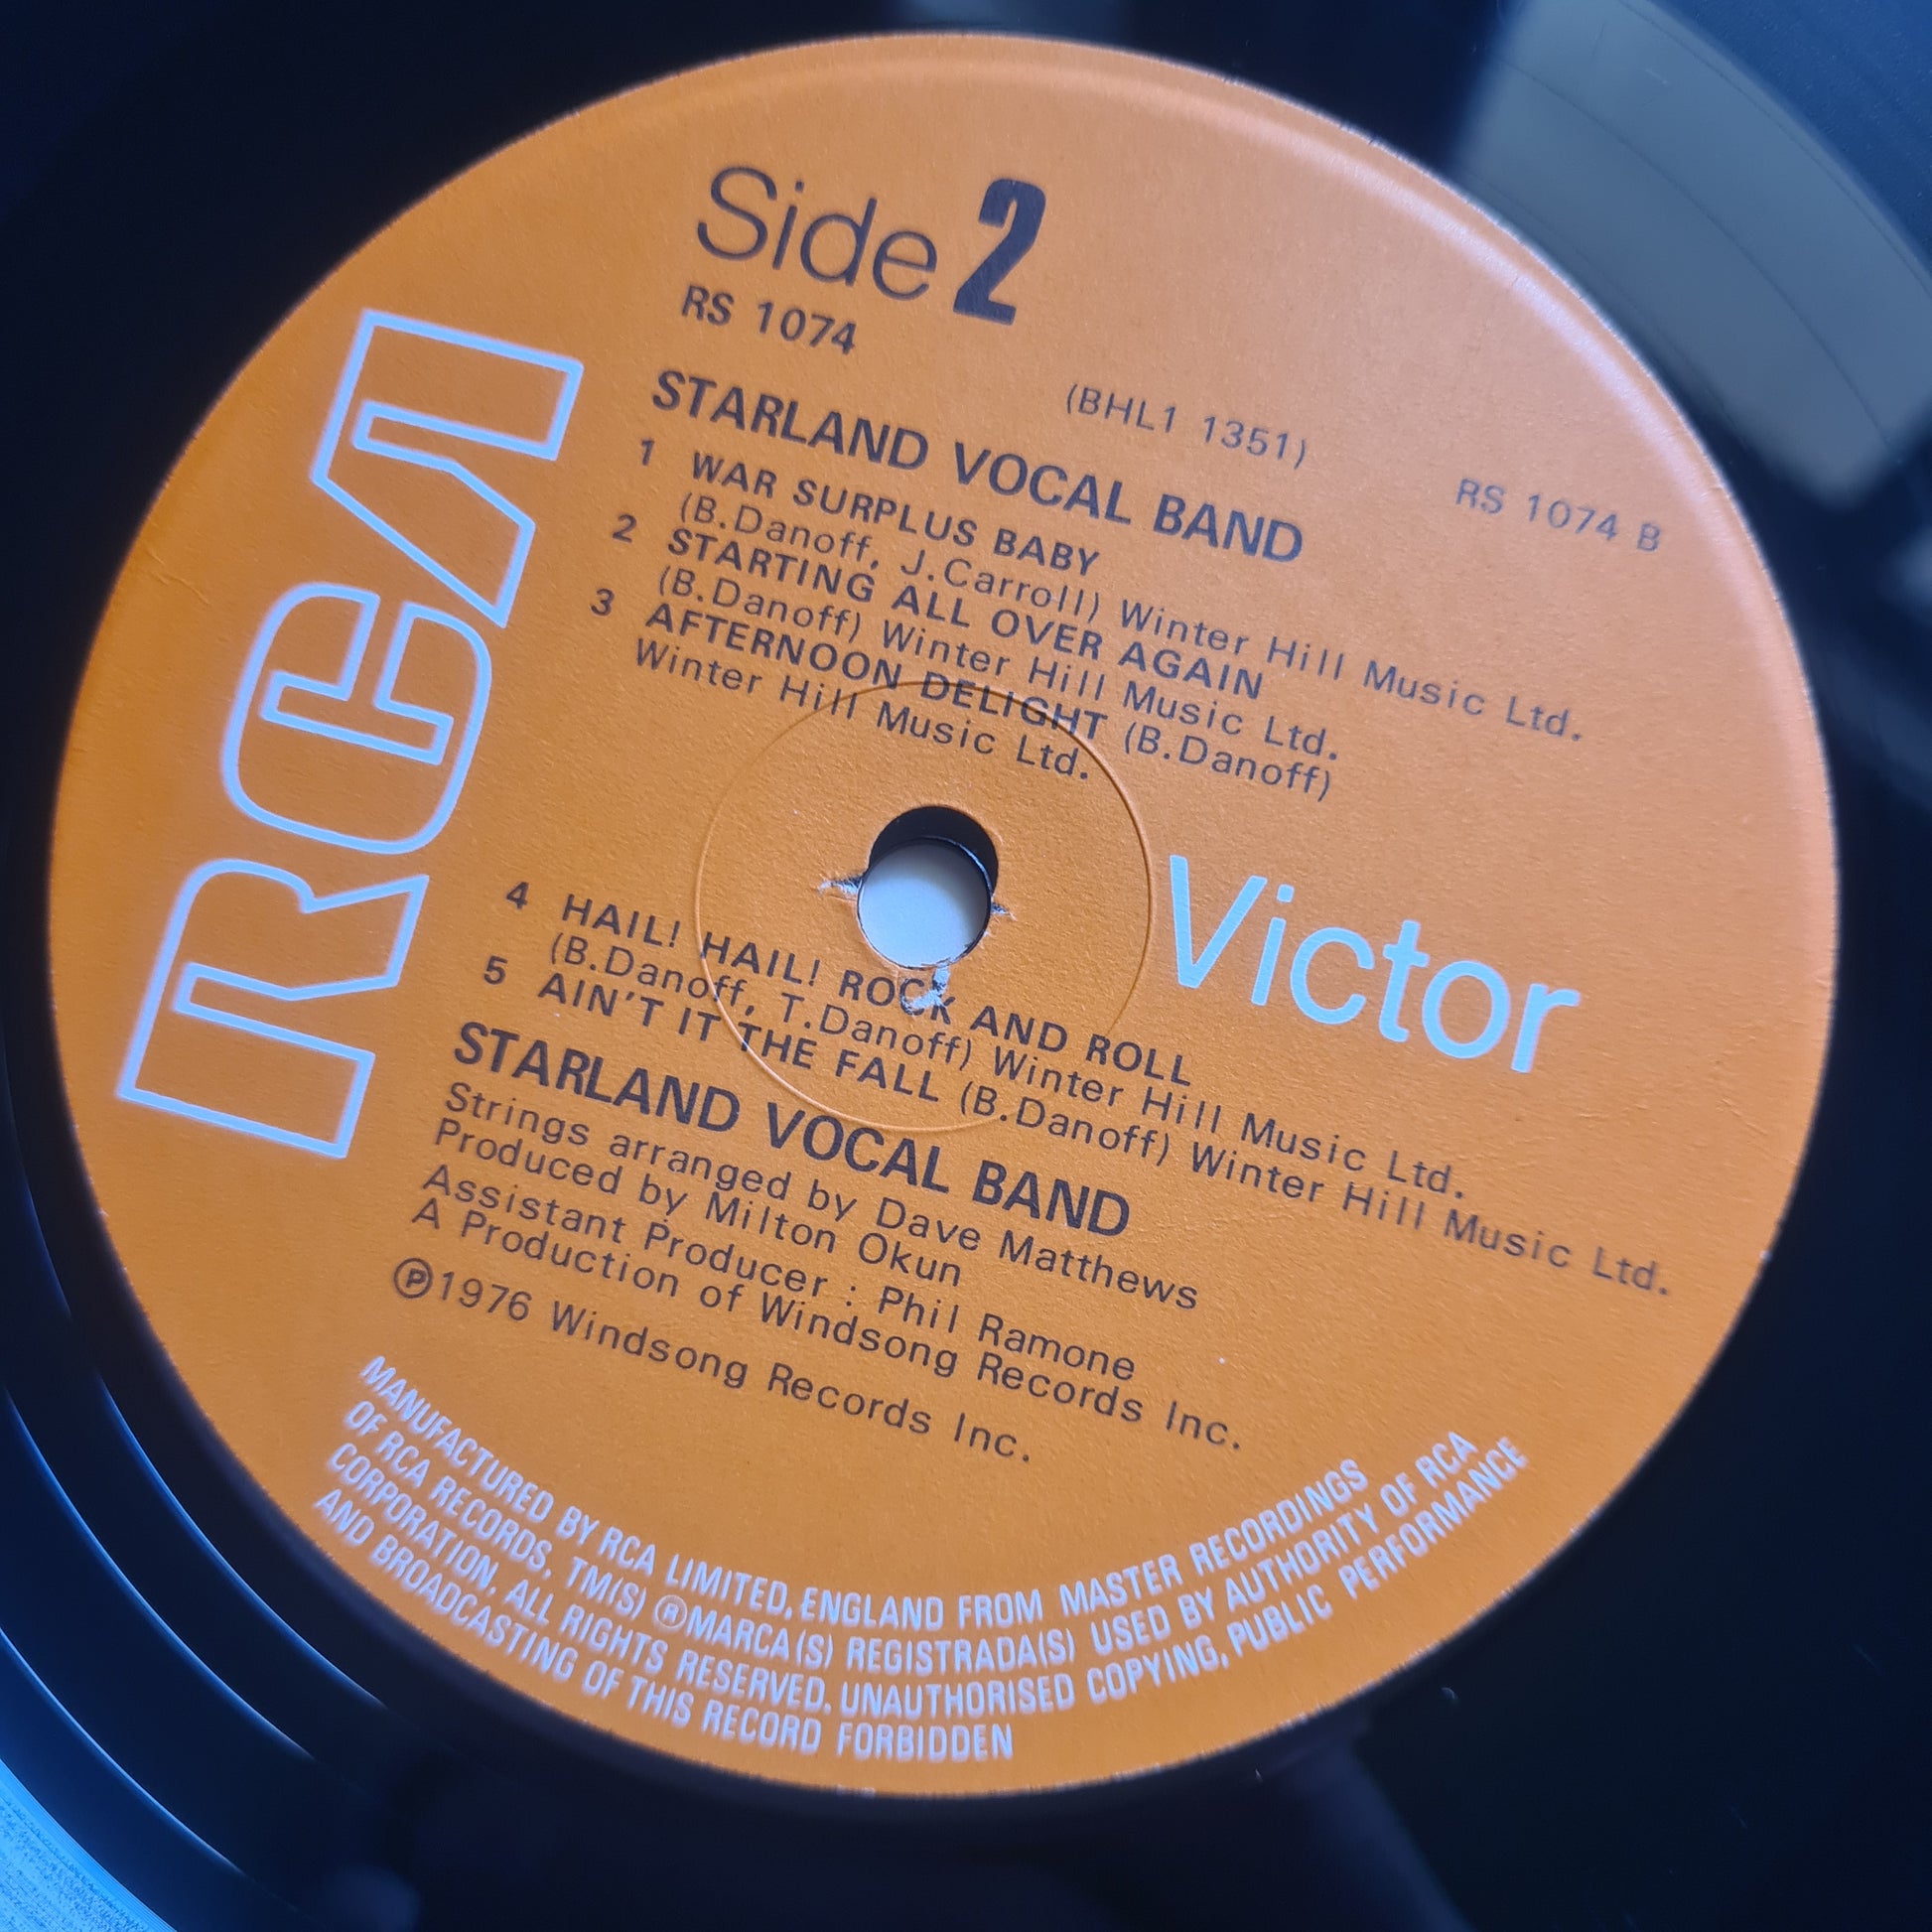 Side 2
RS 1074
(BHL1 1351)
RS 1074 B
STARLAND VOCAL BAND
1 WAR SURPLUS BABY
(B.Danoff, J.Carroll) Winter Hill Music Ltd.
2 STARTING ALL OVER AGAIN
(B.Danoff) Winter Hill Music Ltd.
3 AFTERNOON DELIGHT (B.Danoff)
Winter Hill Music Ltd.
RCA
Victor
4 HAIL! HAIL! ROCK AND ROLL
(B.Danoff, T.Danoff) Winter Hill Music Ltd.
5 AIN'T IT THE FALL (B.Danoff) Winter Hill Music Ltd.
STARLAND VOCAL BAND
Strings arranged by Dave Matthews
Produced by Milton Okun
Assistant Producer : Phil Ramone
A Production of Windsong Records Inc.
℗1976 Windsong Records Inc.
MANUFACTURED BY RCA LIMITED, ENGLAND FROM MASTER RECORDINGS
OF RCA RECORDS, TM(S) ®MARCA(S) REGISTRADA(S) USED BY AUTHORITY OF RCA
CORPORATION, ALL RIGHTS RESERVED. UNAUTHORISED COPYING, PUBLIC PERFORMANCE
AND BROADCASTING OF THIS RECORD FORBIDDEN